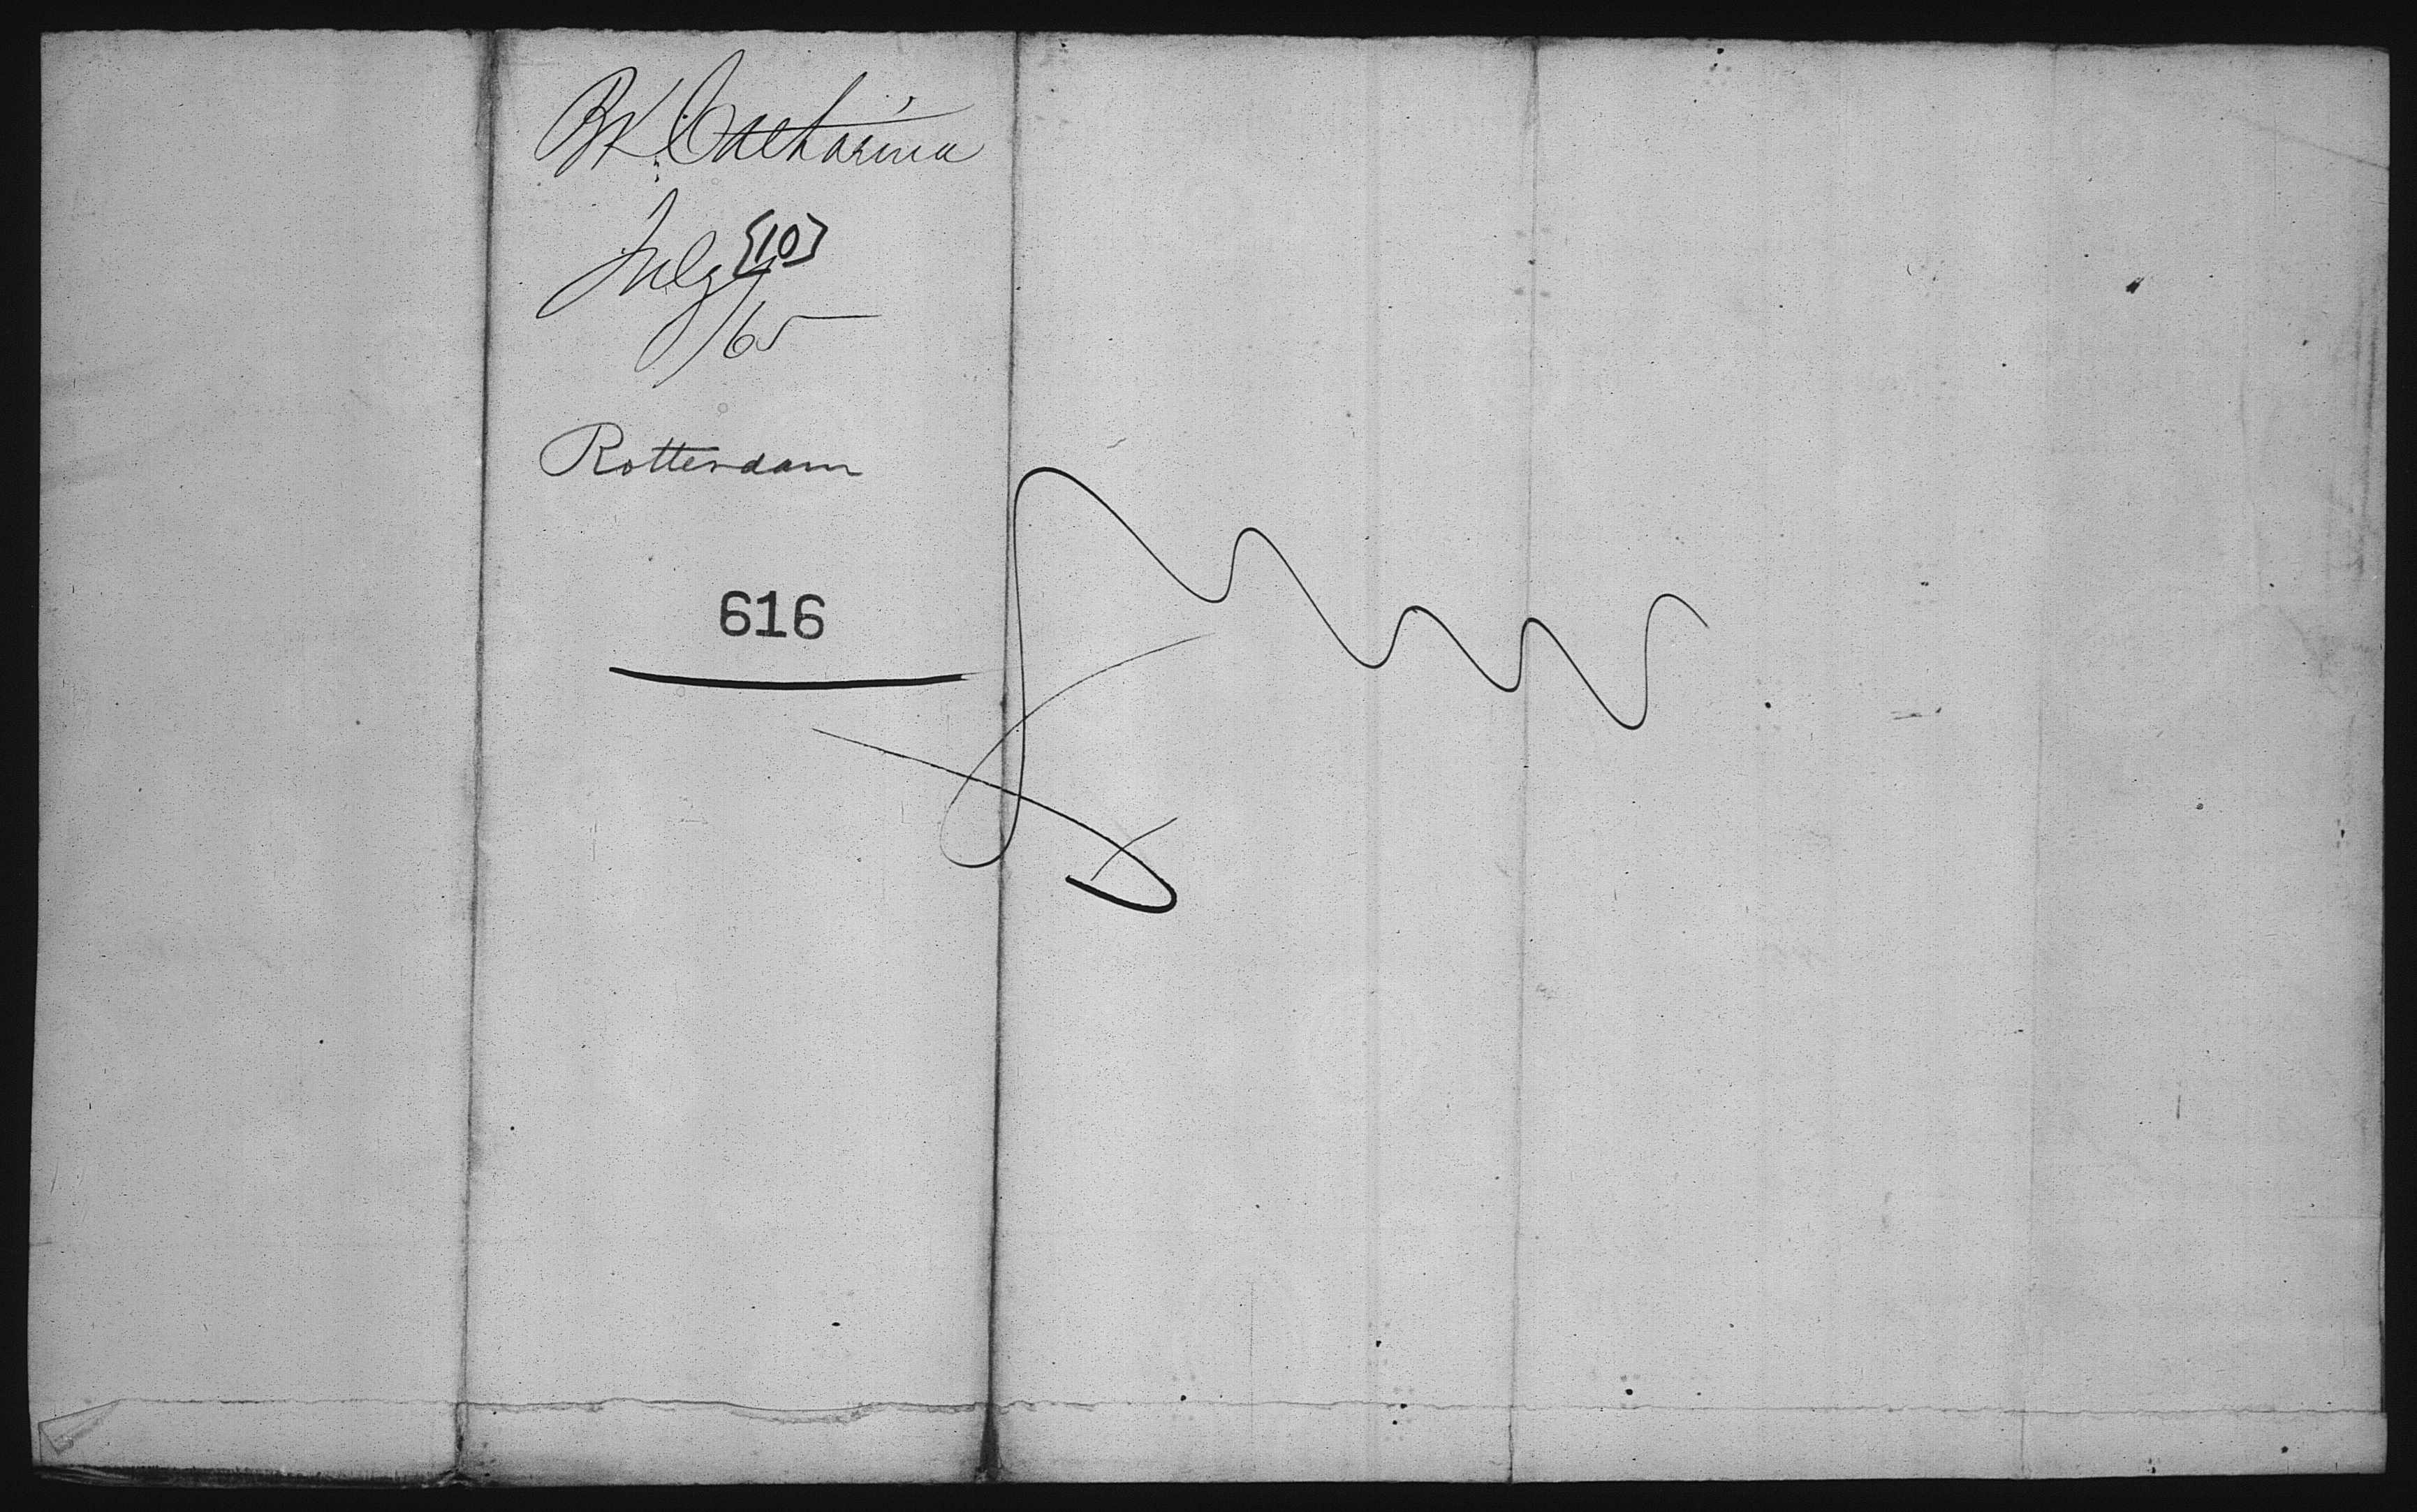 Bk. Catharina
July {10}
/65
Rotterdam
616